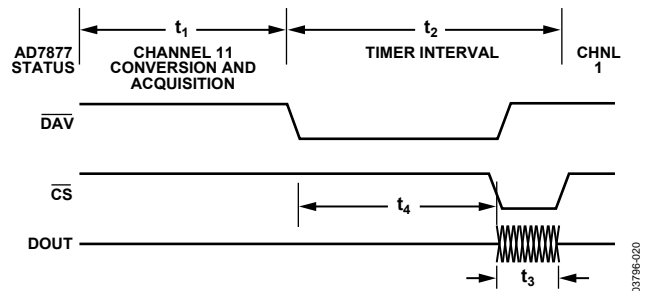 t1 t2
AD7877 STATUS CHANNEL 11 CONVERSION AND ACQUISITION TIMER INTERVAL CHNL 1
DAV
CS
t4
DOUT
t3
03796-020